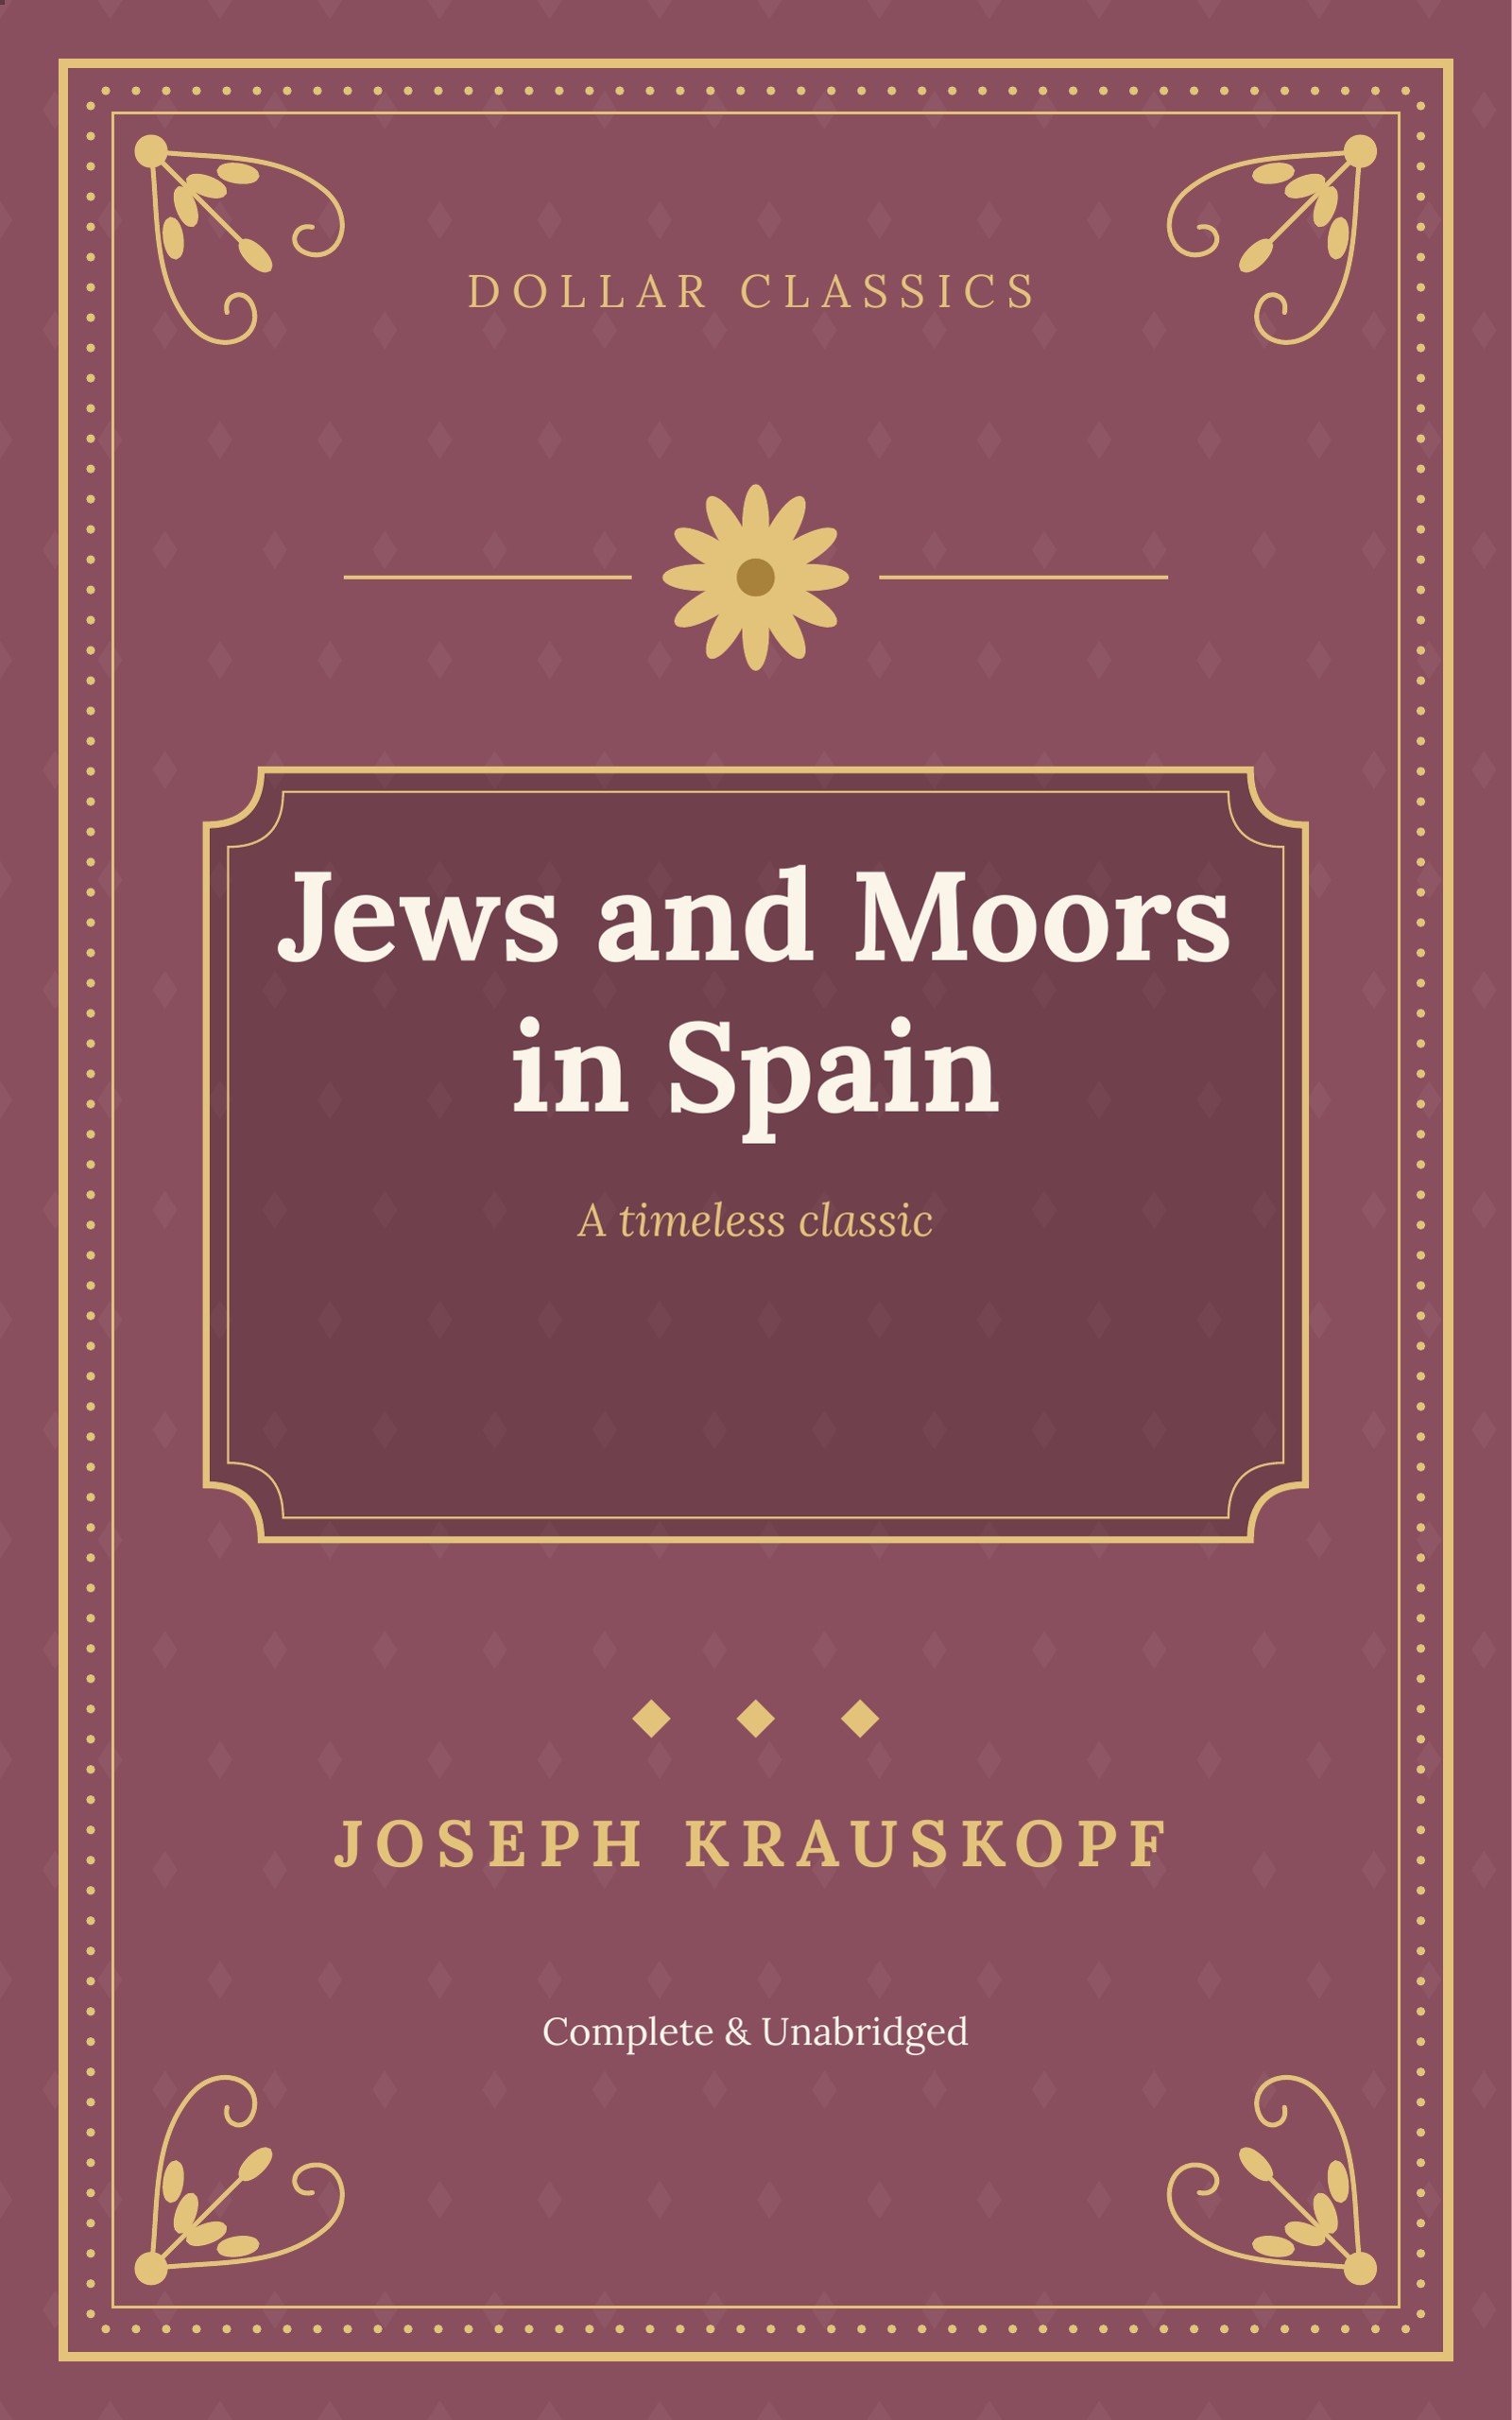 DOLLAR CLASSICS
Jews and Moors
in Spain
A timeless classic
JOSEPH KRAUSKOPF
Complete & Unabridged